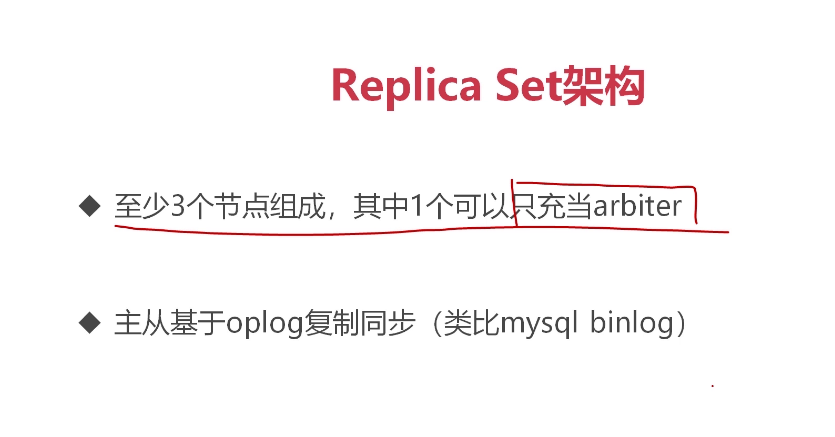 Replica Set架构
◆ 至少3个节点组成，其中1个可以只充当arbiter
◆ 主从基于oplog复制同步（类比mysql binlog）